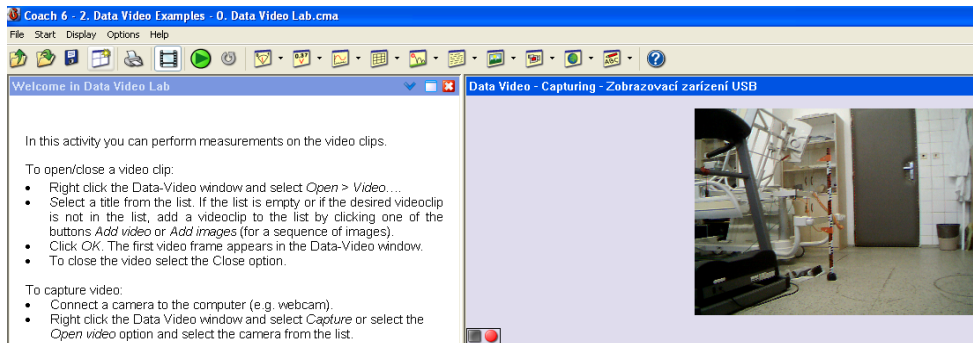 Coach 6 - 2. Data Video Examples - 0. Data Video Lab.cma
File Start Display Options Help
0.37
ABC
Welcome in Data Video Lab
Data Video - Capturing - Zobrazovací zarízení USB
In this activity you can perform measurements on the video clips.
To open/close a video clip:
• Right click the Data-Video window and select Open > Video....
• Select a title from the list. If the list is empty or if the desired videoclip
is not in the list, add a videoclip to the list by clicking one of the
buttons Add video or Add images (for a sequence of images).
• Click OK. The first video frame appears in the Data-Video window.
• To close the video select the Close option.
To capture video:
• Connect a camera to the computer (e.g. webcam).
• Right click the Data Video window and select Capture or select the
Open video option and select the camera from the list.